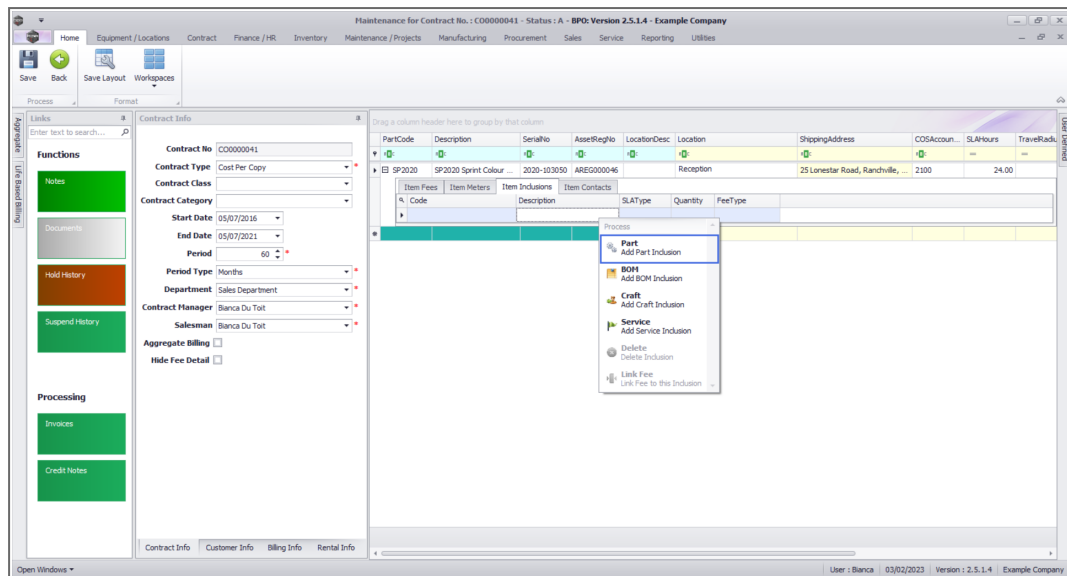 Maintenance for Contract No. : CO0000041 - Status : A - BPO: Version 2.5.1.4 - Example Company
Home Equipment / Locations Contract Finance / HR Inventory Maintenance / Projects Manufacturing Procurement Sales Service Reporting Utilities
Save Back Save Layout Workspaces
Process Format
Aggregate
Life Based Billing
Links
Enter text to search...
Functions
Notes
Documents
Hold History
Suspend History
Processing
Invoices
Credit Notes
Contract Info
Contract No CO0000041
Contract Type Cost Per Copy *
Contract Class
Contract Category
Start Date 05/07/2016
End Date 05/07/2021
Period 60 *
Period Type Months *
Department Sales Department *
Contract Manager Bianca Du Toit *
Salesman Bianca Du Toit *
Aggregate Billing
Hide Fee Detail
Contract Info Customer Info Billing Info Rental Info
Drag a column header here to group by that column
PartCode Description SerialNo AssetRegNo LocationDesc Location ShippingAddress COSAccoun... SLAHours TravelRadiu
SP2020 SP2020 Sprint Colour ... 2020-103050 AREG000046 Reception 25 Lonestar Road, Ranchville, ... 2100 24.00
Item Fees Item Meters Item Inclusions Item Contacts
Code Description SLAType Quantity FeeType
Process
Part
Add Part Inclusion
BOM
Add BOM Inclusion
Craft
Add Craft Inclusion
Service
Add Service Inclusion
Delete
Delete Inclusion
Link Fee
Link Fee to this Inclusion
User Defined
Open Windows User : Bianca 03/02/2023 Version : 2.5.1.4 Example Company